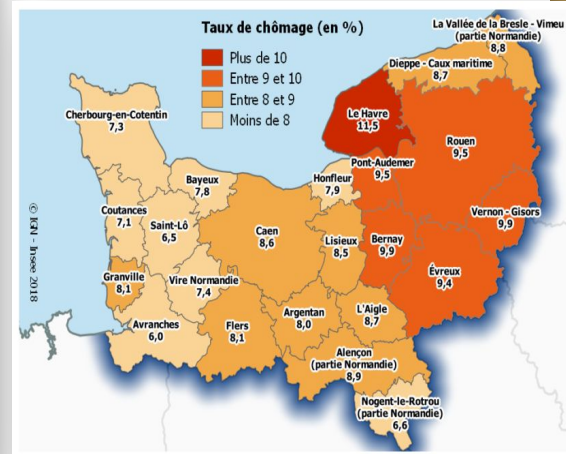 Taux de chômage (en %)
Plus de 10
Entre 9 et 10
Entre 8 et 9
Moins de 8
La Vallée de la Bresle - Vimeu
(partie Normandie)
8,8
Dieppe - Caux maritime
8,7
Cherbourg-en-Cotentin
7,3
Le Havre
11,5
Rouen
9,5
Pont-Audemer
9,5
Honfleur
7,9
Bayeux
7,8
Coutances
7,1
Saint-Lô
6,5
Caen
8,6
Lisieux
8,5
Bernay
9,9
Vernon - Gisors
9,9
Évreux
9,4
Granville
8,1
Vire Normandie
7,4
Avranches
6,0
Flers
8,1
Argentan
8,0
L'Aigle
8,7
Alençon
(partie Normandie)
8,9
Nogent-le-Rotrou
(partie Normandie)
6,6
© IGN - Insee 2018